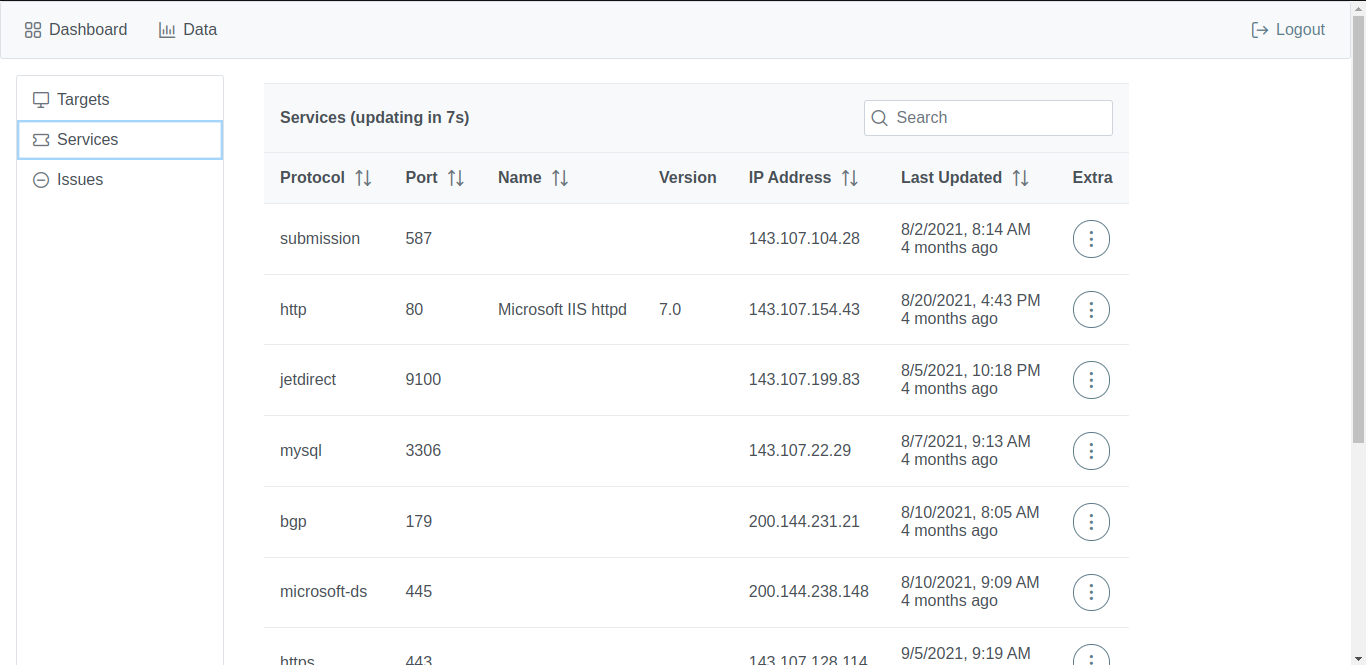 Dashboard Data Logout
Targets
Services
Issues
Services (updating in 7s) Search
Protocol Port Name Version IP Address Last Updated Extra
submission 587 143.107.104.28 8/2/2021, 8:14 AM
4 months ago
http 80 Microsoft IIS httpd 7.0 143.107.154.43 8/20/2021, 4:43 PM
4 months ago
jetdirect 9100 143.107.199.83 8/5/2021, 10:18 PM
4 months ago
mysql 3306 143.107.22.29 8/7/2021, 9:13 AM
4 months ago
bgp 179 200.144.231.21 8/10/2021, 8:05 AM
4 months ago
microsoft-ds 445 200.144.238.148 8/10/2021, 9:09 AM
4 months ago
https 443 143.107.128.114 9/5/2021, 9:19 AM